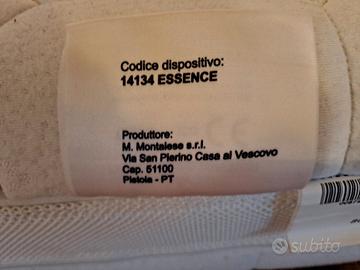 Codice dispositivo:
14134 ESSENCE
Produttore:
M. Montalese s.r.l.
Via San Pierino Casa al Vescovo
Cap. 51100
Pistoia - PT
subito